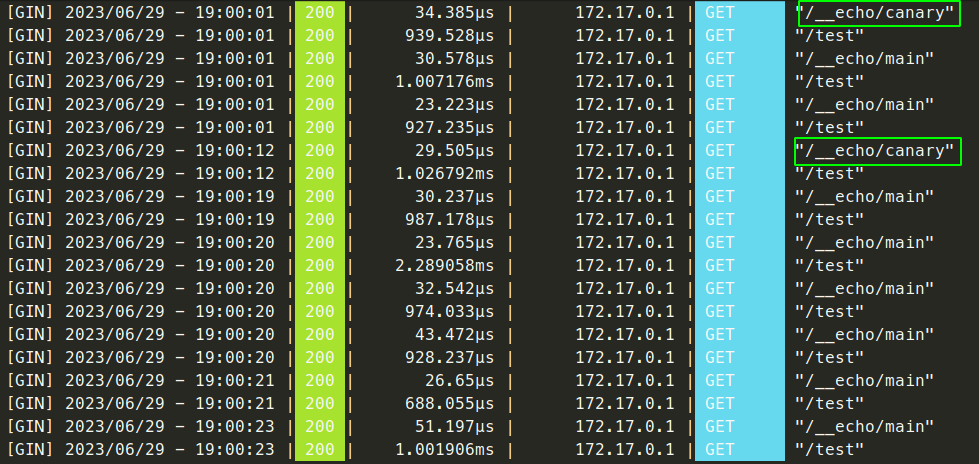 [GIN] 2023/06/29 – 19:00:01 | 200 | 34.385µs | 172.17.0.1 | GET "/__echo/canary"
[GIN] 2023/06/29 – 19:00:01 | 200 | 939.528µs | 172.17.0.1 | GET "/test"
[GIN] 2023/06/29 – 19:00:01 | 200 | 30.578µs | 172.17.0.1 | GET "/__echo/main"
[GIN] 2023/06/29 – 19:00:01 | 200 | 1.007176ms | 172.17.0.1 | GET "/test"
[GIN] 2023/06/29 – 19:00:01 | 200 | 23.223µs | 172.17.0.1 | GET "/__echo/main"
[GIN] 2023/06/29 – 19:00:01 | 200 | 927.235µs | 172.17.0.1 | GET "/test"
[GIN] 2023/06/29 – 19:00:12 | 200 | 29.505µs | 172.17.0.1 | GET "/__echo/canary"
[GIN] 2023/06/29 – 19:00:12 | 200 | 1.026792ms | 172.17.0.1 | GET "/test"
[GIN] 2023/06/29 – 19:00:19 | 200 | 30.237µs | 172.17.0.1 | GET "/__echo/main"
[GIN] 2023/06/29 – 19:00:19 | 200 | 987.178µs | 172.17.0.1 | GET "/test"
[GIN] 2023/06/29 – 19:00:20 | 200 | 23.765µs | 172.17.0.1 | GET "/__echo/main"
[GIN] 2023/06/29 – 19:00:20 | 200 | 2.289058ms | 172.17.0.1 | GET "/test"
[GIN] 2023/06/29 – 19:00:20 | 200 | 32.542µs | 172.17.0.1 | GET "/__echo/main"
[GIN] 2023/06/29 – 19:00:20 | 200 | 974.033µs | 172.17.0.1 | GET "/test"
[GIN] 2023/06/29 – 19:00:20 | 200 | 43.472µs | 172.17.0.1 | GET "/__echo/main"
[GIN] 2023/06/29 – 19:00:20 | 200 | 928.237µs | 172.17.0.1 | GET "/test"
[GIN] 2023/06/29 – 19:00:21 | 200 | 26.65µs | 172.17.0.1 | GET "/__echo/main"
[GIN] 2023/06/29 – 19:00:21 | 200 | 688.055µs | 172.17.0.1 | GET "/test"
[GIN] 2023/06/29 – 19:00:23 | 200 | 51.197µs | 172.17.0.1 | GET "/__echo/main"
[GIN] 2023/06/29 – 19:00:23 | 200 | 1.001906ms | 172.17.0.1 | GET "/test"